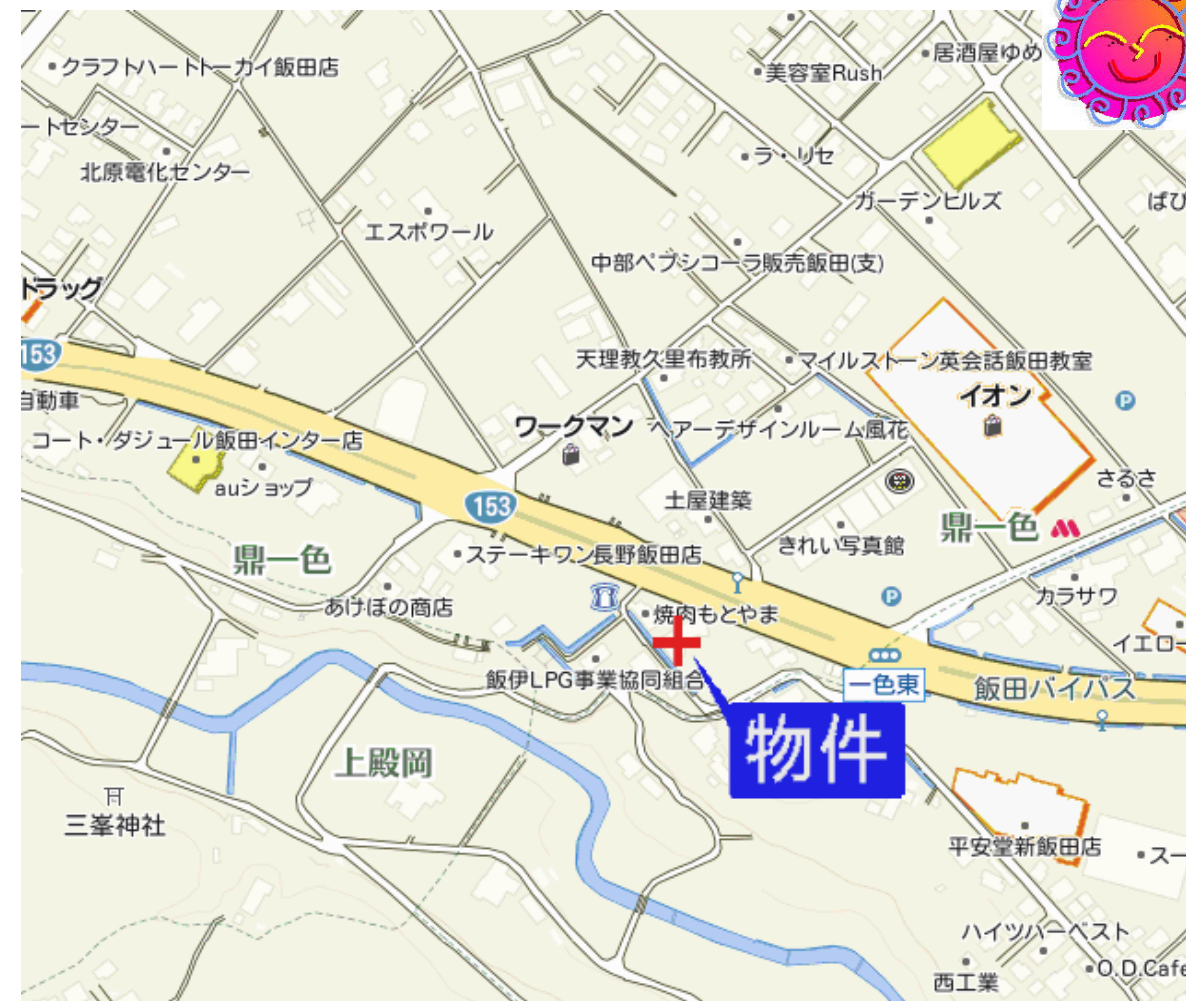 クラフトハートトーカイ飯田店
美容室Rush
居酒屋ゆめ
ートセンター
北原電化センター
ラ・リセ
ガーデンヒルズ
ぱぴ
エスポワール
中部ペプシコーラ販売飯田(支)
ドラッグ
153
天理教久里布教所
マイルストーン英会話飯田教室
自動車
イオン
P
コート・ダジュール飯田インター店
ワークマン
ヘアーデザインルーム風花
auショップ
さるさ
153
土屋建築
鼎一色
きれい写真館
鼎一色
ステーキワン長野飯田店
あけぼの商店
P
カラサワ
焼肉もとやま
イエロー
飯伊LPG事業協同組合
一色東
飯田バイパス
物件
上殿岡
三峯神社
平安堂新飯田店
スー
ハイツハーベスト
西工業
O.D.Cafe